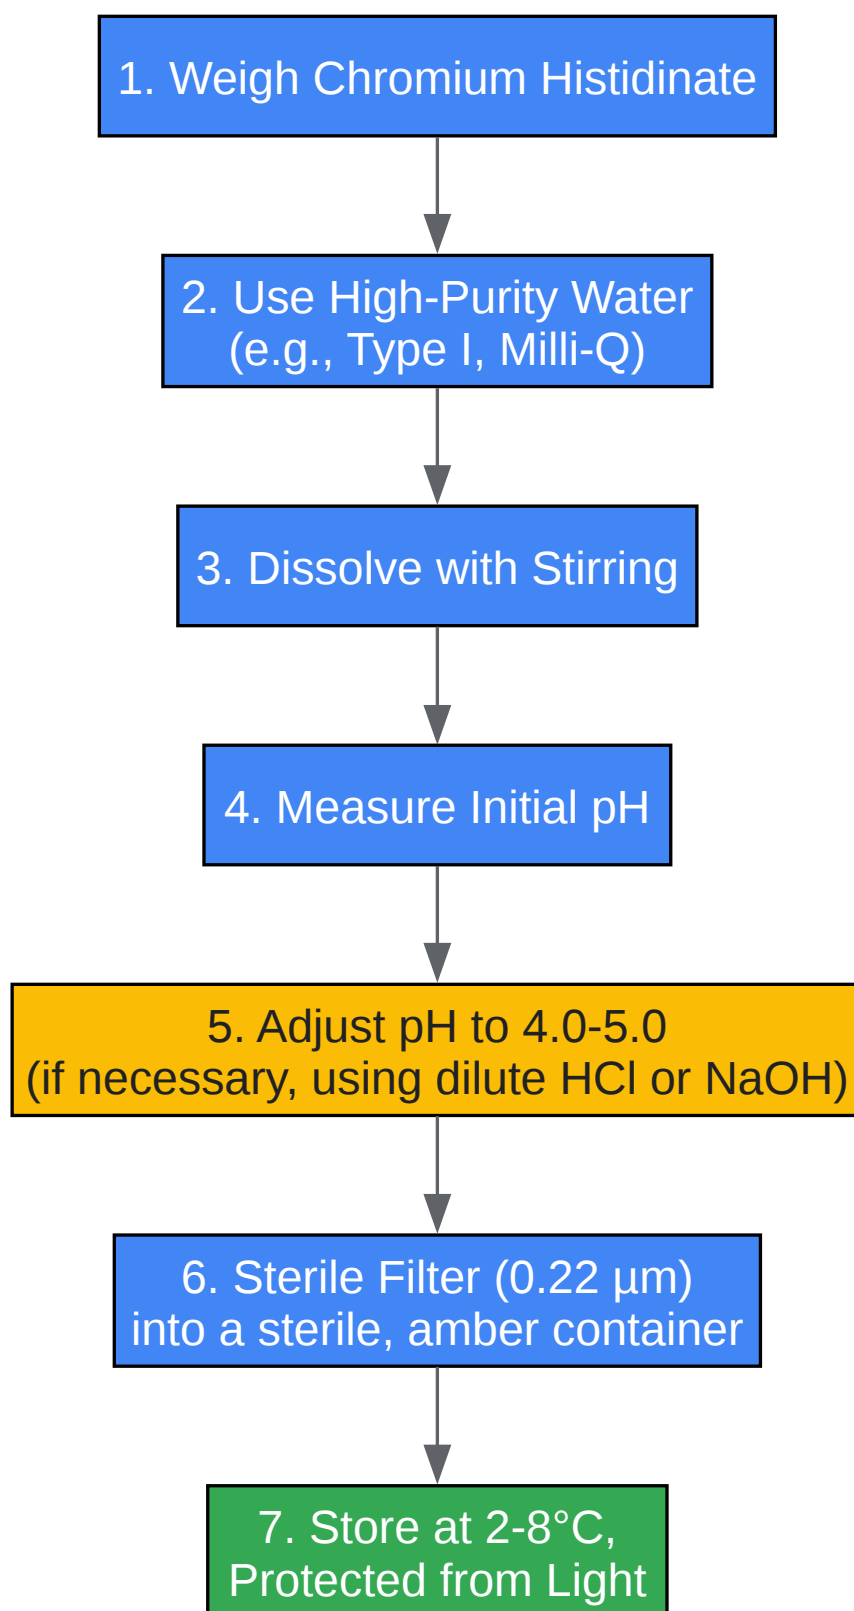 1. Weigh Chromium Histidinate
2. Use High-Purity Water
(e.g., Type I, Milli-Q)
3. Dissolve with Stirring
4. Measure Initial pH
5. Adjust pH to 4.0-5.0
(if necessary, using dilute HCl or NaOH)
6. Sterile Filter (0.22 µm)
into a sterile, amber container
7. Store at 2-8°C,
Protected from Light